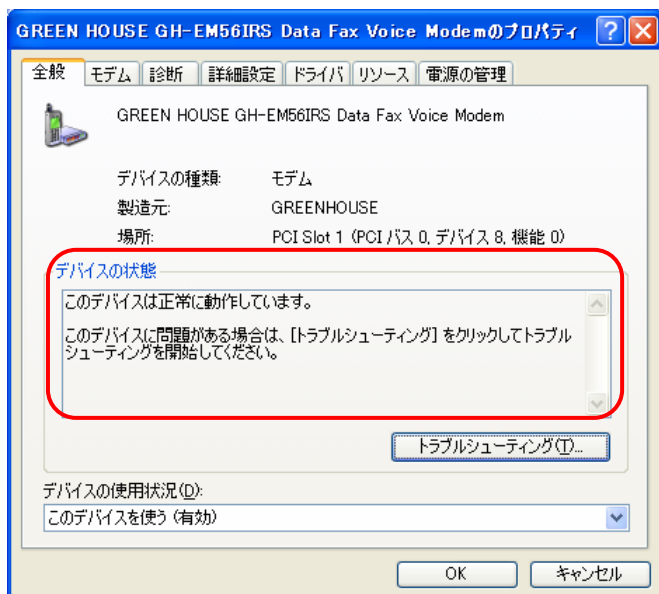 GREEN HOUSE GH-EM56IRS Data Fax Voice Modemのプロパティ
全般 モデム 診断 詳細設定 ドライバ リソース 電源の管理
GREEN HOUSE GH-EM56IRS Data Fax Voice Modem
デバイスの種類: モデム
製造元: GREENHOUSE
場所: PCI Slot 1 (PCI バス 0, デバイス 8, 機能 0)
デバイスの状態
このデバイスは正常に動作しています。
このデバイスに問題がある場合は、[トラブルシューティング] をクリックしてトラブル
シューティングを開始してください。
トラブルシューティング(T)...
デバイスの使用状況(D):
このデバイスを使う (有効)
OK キャンセル